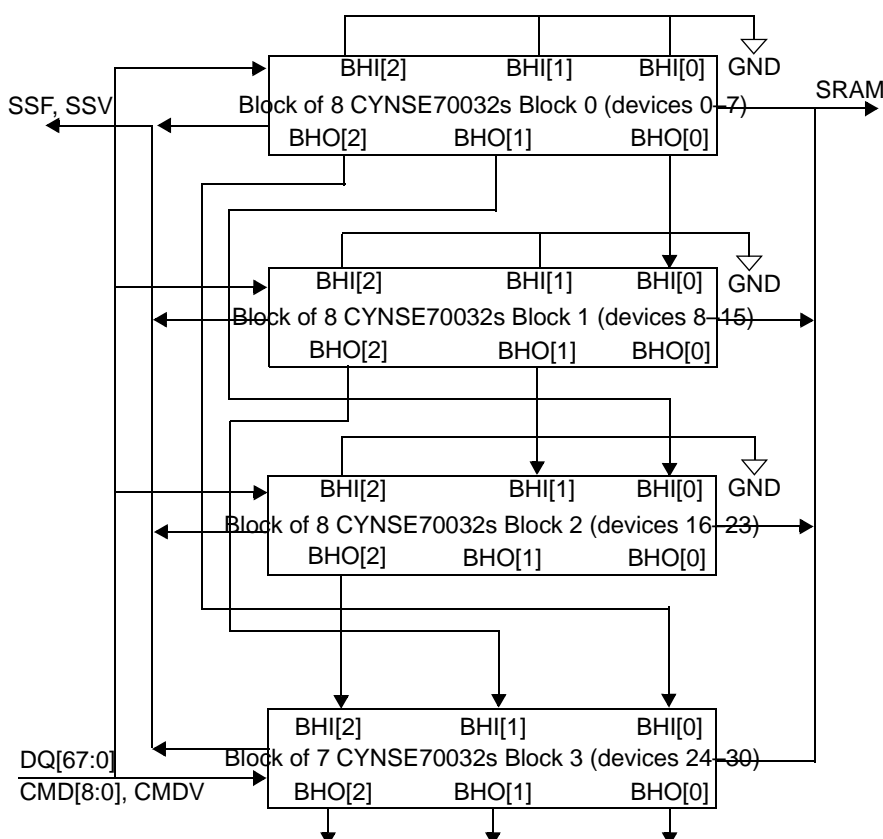 BHI[2] BHI[1] BHI[0] GND
SSF, SSV Block of 8 CYNSE70032s Block 0 (devices 0–7) SRAM
BHO[2] BHO[1] BHO[0]
BHI[2] BHI[1] BHI[0] GND
Block of 8 CYNSE70032s Block 1 (devices 8–15)
BHO[2] BHO[1] BHO[0]
BHI[2] BHI[1] BHI[0] GND
Block of 8 CYNSE70032s Block 2 (devices 16–23)
BHO[2] BHO[1] BHO[0]
BHI[2] BHI[1] BHI[0]
DQ[67:0] Block of 7 CYNSE70032s Block 3 (devices 24–30)
CMD[8:0], CMDV BHO[2] BHO[1] BHO[0]